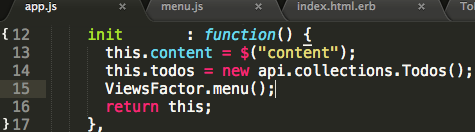 app.js menu.js index.html.erb
{12 init : function() {
13 this.content = $("content");
14 this.todos = new api.collections.Todos();
15 ViewsFactor.menu();
16 return this;
}17 },